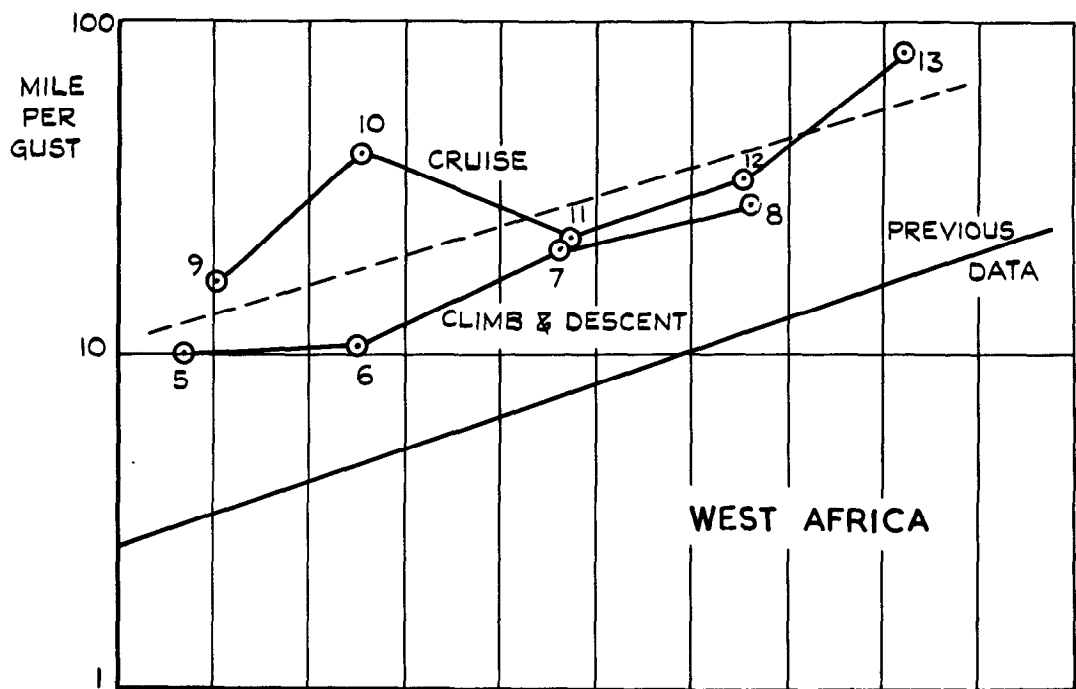 100
MILE
PER
GUST
10
1
CRUISE
9
10
11
12
13
CLIMB & DESCENT
5
6
7
8
PREVIOUS
DATA
WEST AFRICA